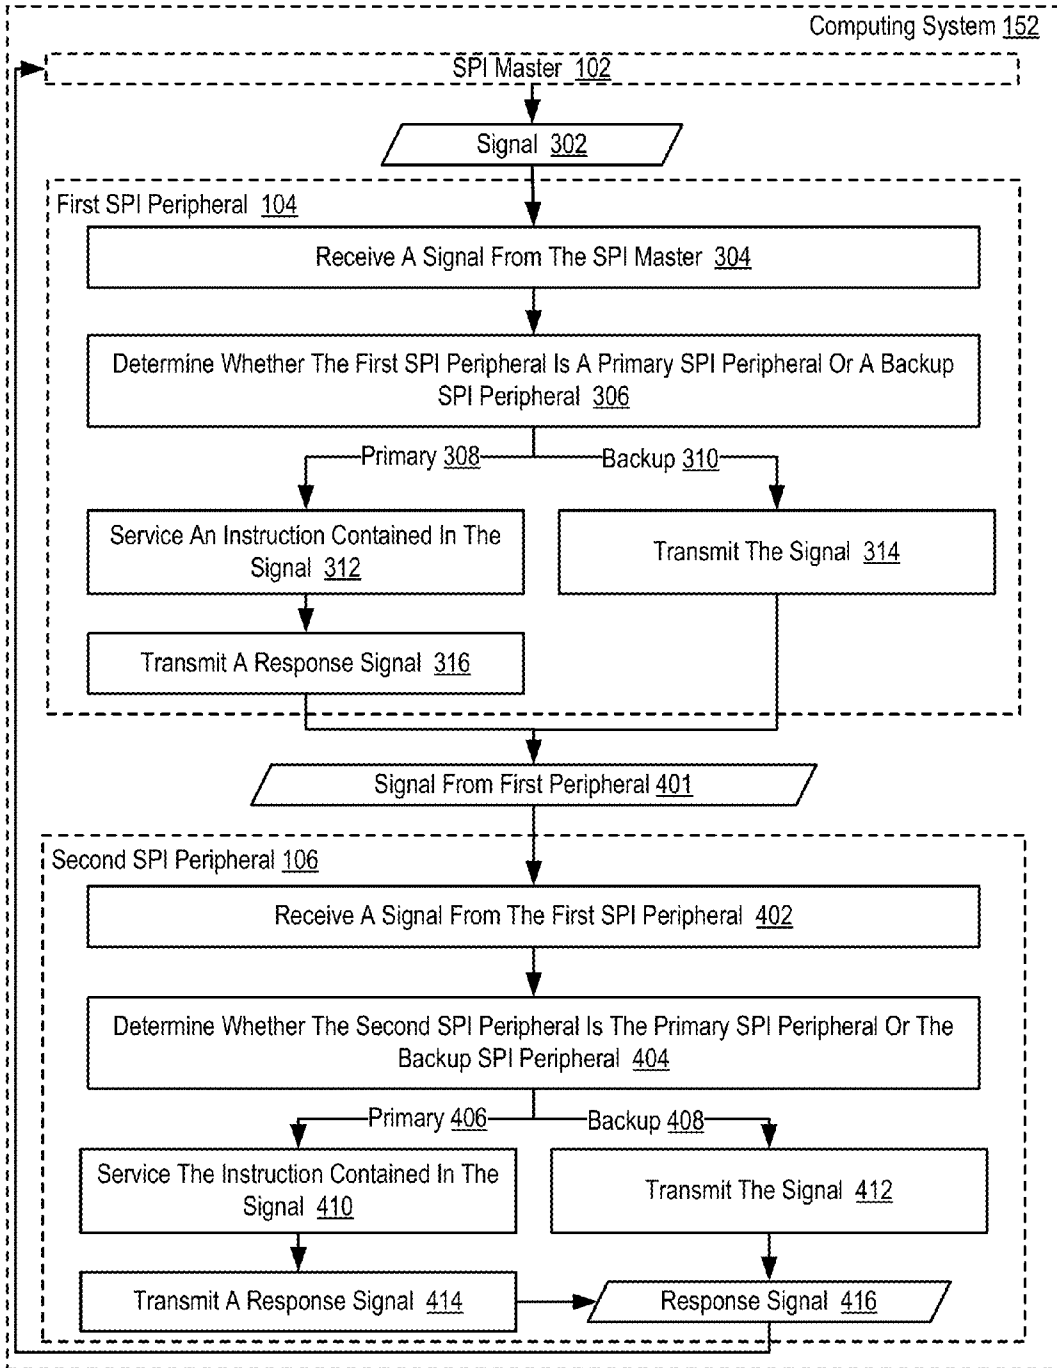 Computing System 152
SPI Master 102
Signal 302
First SPI Peripheral 104
Receive A Signal From The SPI Master 304
Determine Whether The First SPI Peripheral Is A Primary SPI Peripheral Or A Backup
SPI Peripheral 306
Primary 308
Backup 310
Service An Instruction Contained In The
Signal 312
Transmit The Signal 314
Transmit A Response Signal 316
Signal From First Peripheral 401
Second SPI Peripheral 106
Receive A Signal From The First SPI Peripheral 402
Determine Whether The Second SPI Peripheral Is The Primary SPI Peripheral Or The
Backup SPI Peripheral 404
Primary 406
Backup 408
Service The Instruction Contained In The
Signal 410
Transmit The Signal 412
Transmit A Response Signal 414
Response Signal 416